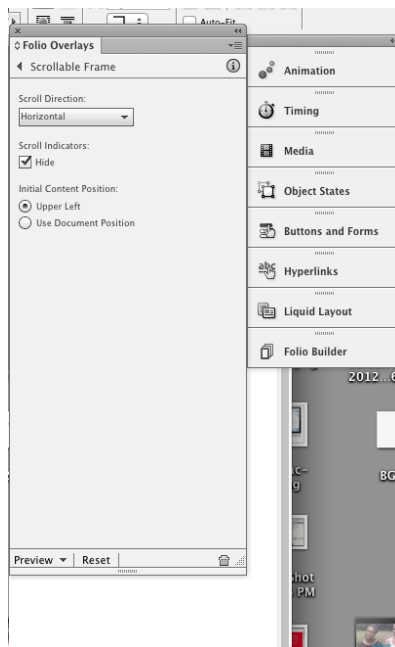 Auto-Fit
Folio Overlays
Scrollable Frame
Scroll Direction:
Horizontal
Scroll Indicators:
Hide
Initial Content Position:
Upper Left
Use Document Position
Preview
Reset
Animation
Timing
Media
Object States
Buttons and Forms
abc
Hyperlinks
Liquid Layout
Folio Builder
2012...6
BG
PM